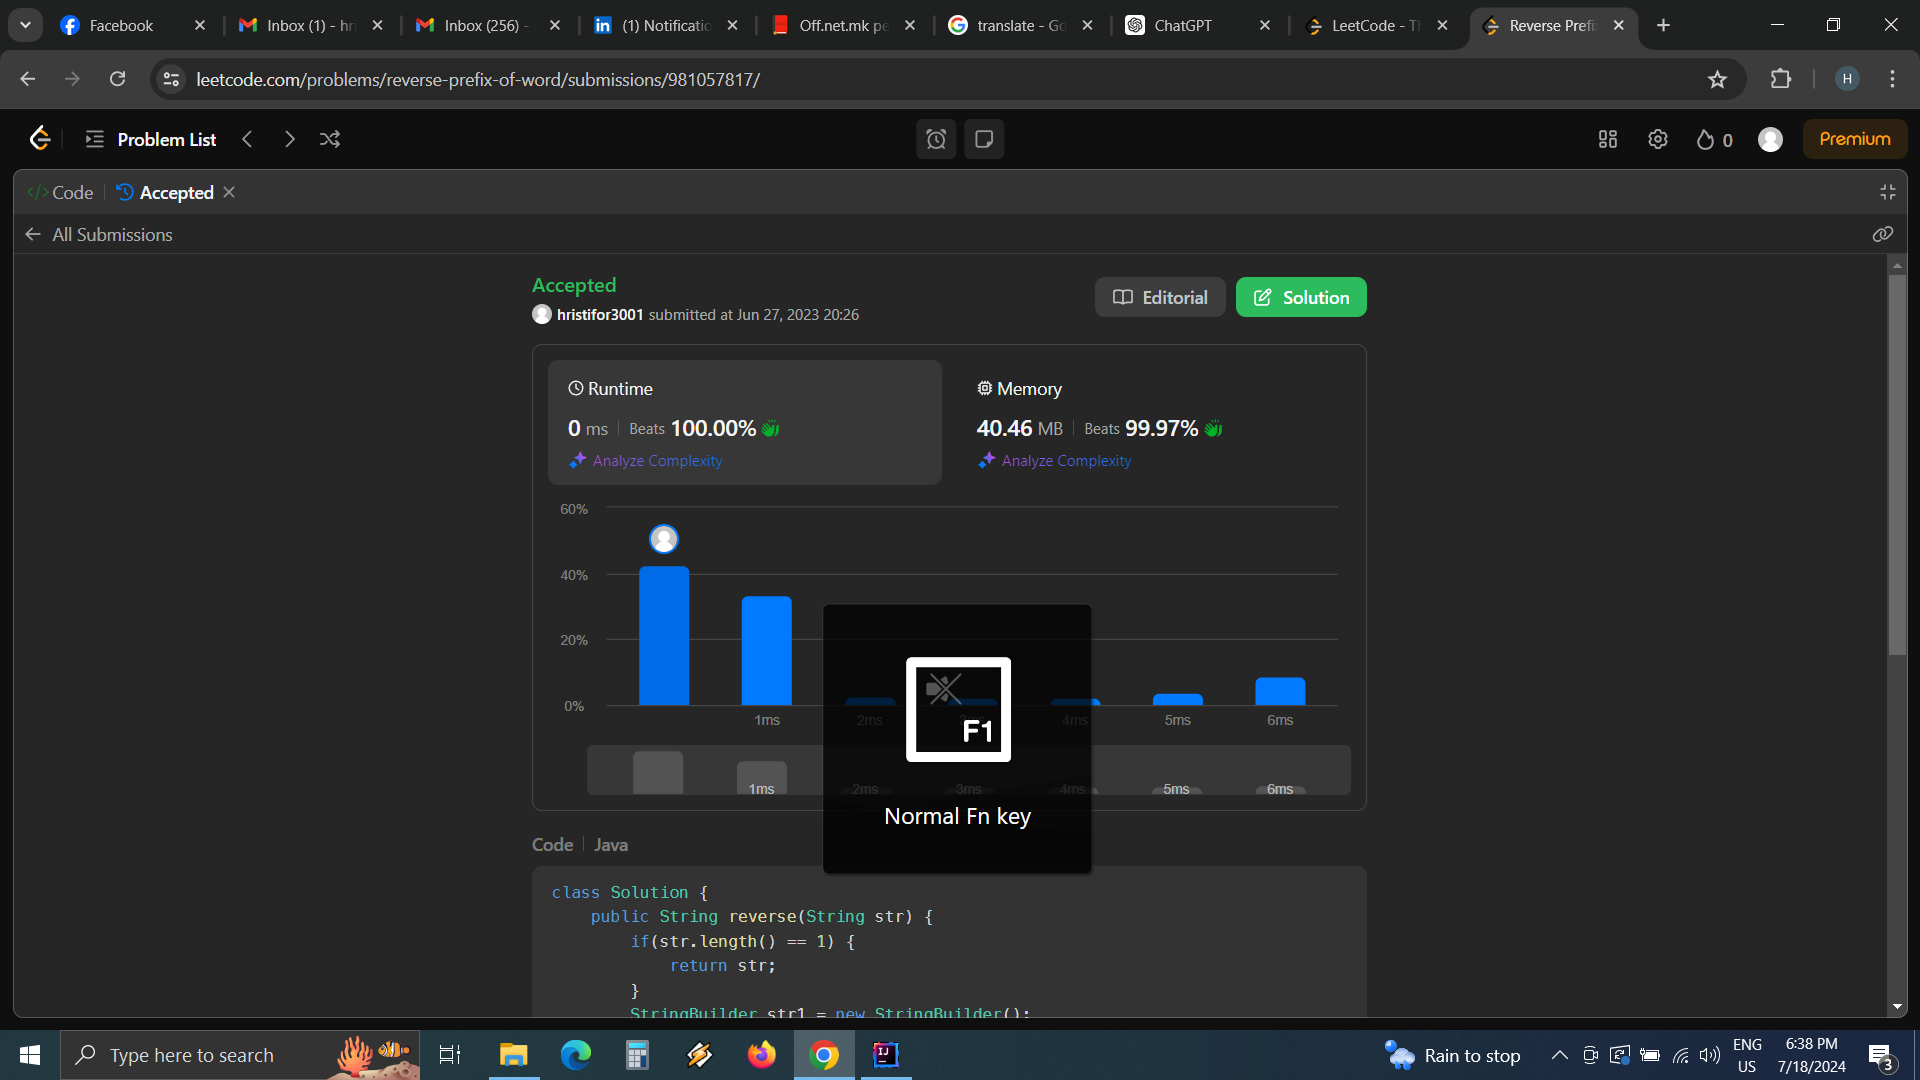 Facebook
Inbox (1) - hri
Inbox (256) -
(1) Notificatio
Off.net.mk ре
translate - Go
ChatGPT
LeetCode - Th
Reverse Prefix
leetcode.com/problems/reverse-prefix-of-word/submissions/981057817/
H
Problem List
0
Premium
</> Code
Accepted
All Submissions
Accepted
hristifor3001 submitted at Jun 27, 2023 20:26
Editorial
Solution
Runtime
0 ms
Beats 100.00%
Analyze Complexity
Memory
40.46 MB
Beats 99.97%
Analyze Complexity
60%
40%
20%
0%
1ms
2ms
4ms
5ms
6ms
1ms
2ms
3ms
4ms
5ms
6ms
F1
Normal Fn key
Code
Java
class Solution {
public String reverse(String str) {
if(str.length() == 1) {
return str;
}
StringBuilder str1 = new StringBuilder();
Type here to search
IJ
Rain to stop
ENG
US
6:38 PM
7/18/2024
3